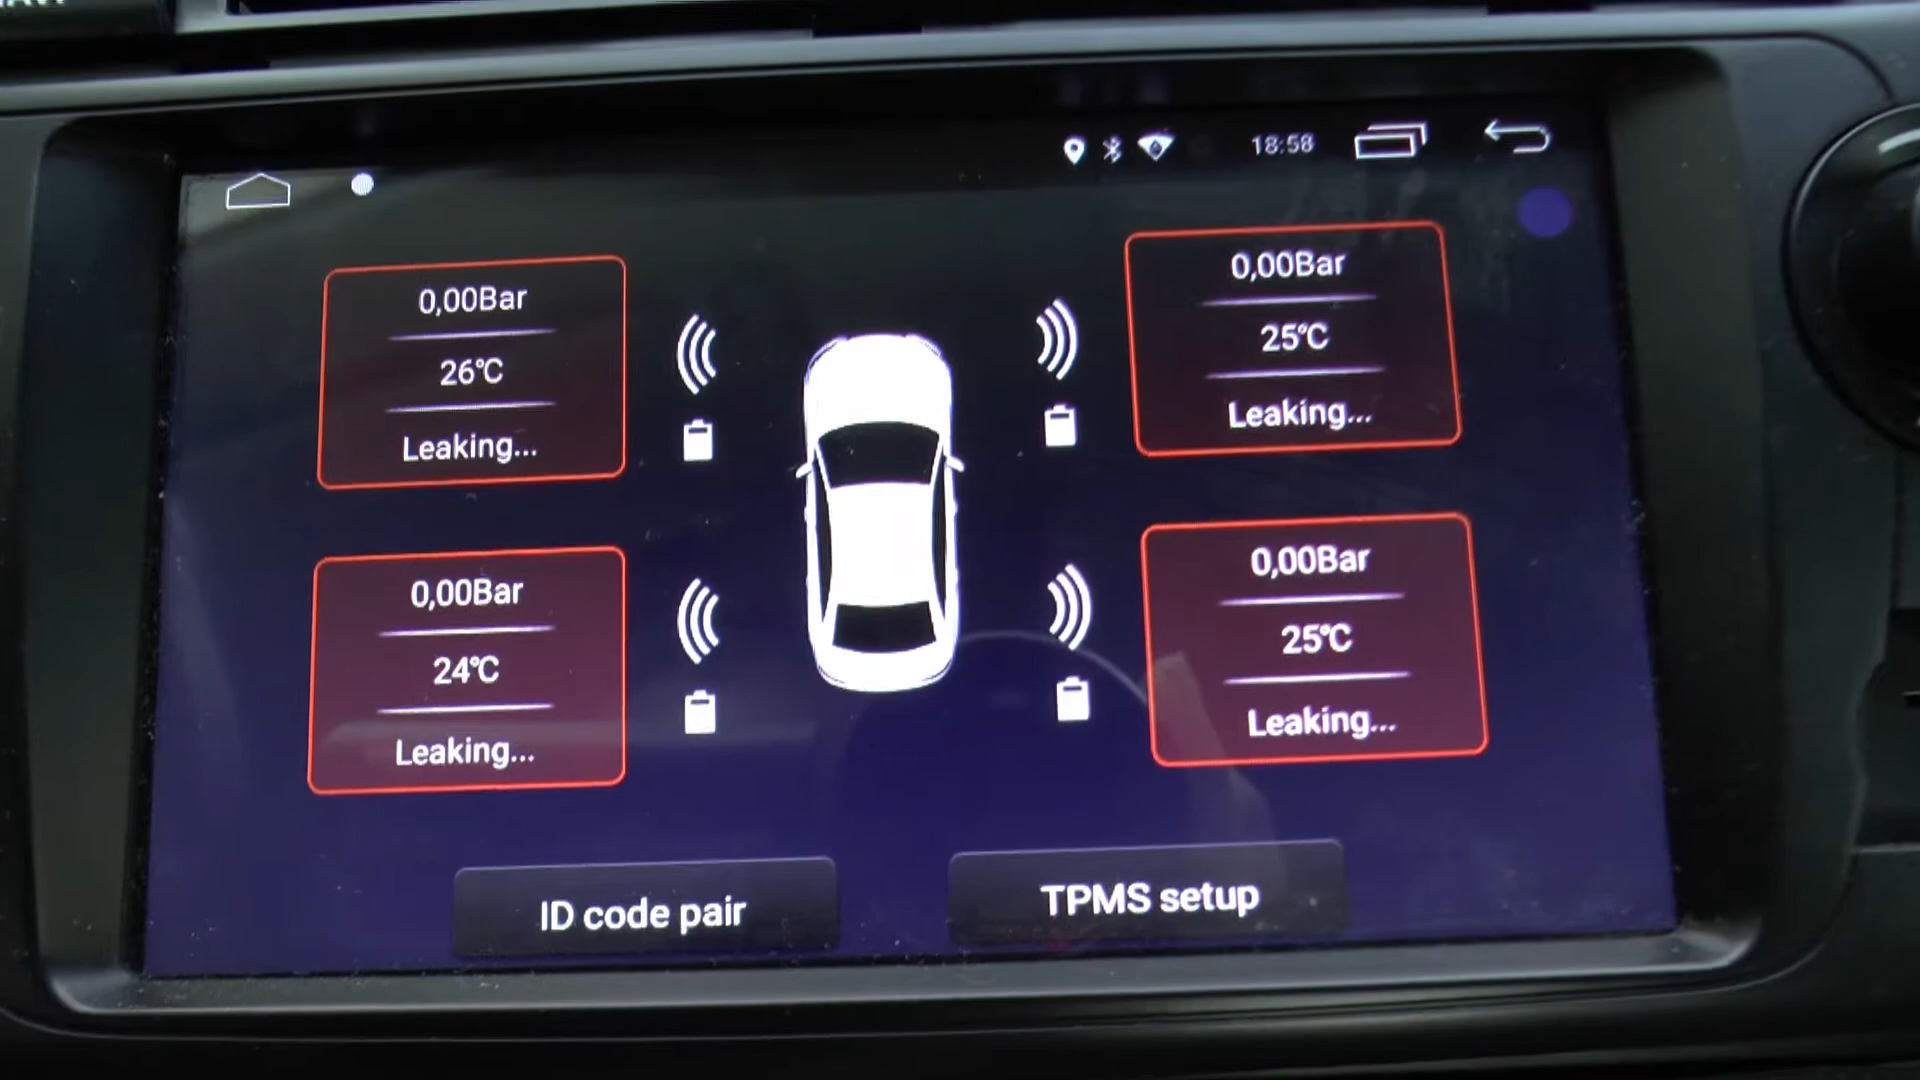 18:58
0,00Bar
26℃
Leaking...
0,00Bar
25℃
Leaking...
0,00Bar
24℃
Leaking...
0,00Bar
25℃
Leaking...
ID code pair
TPMS setup